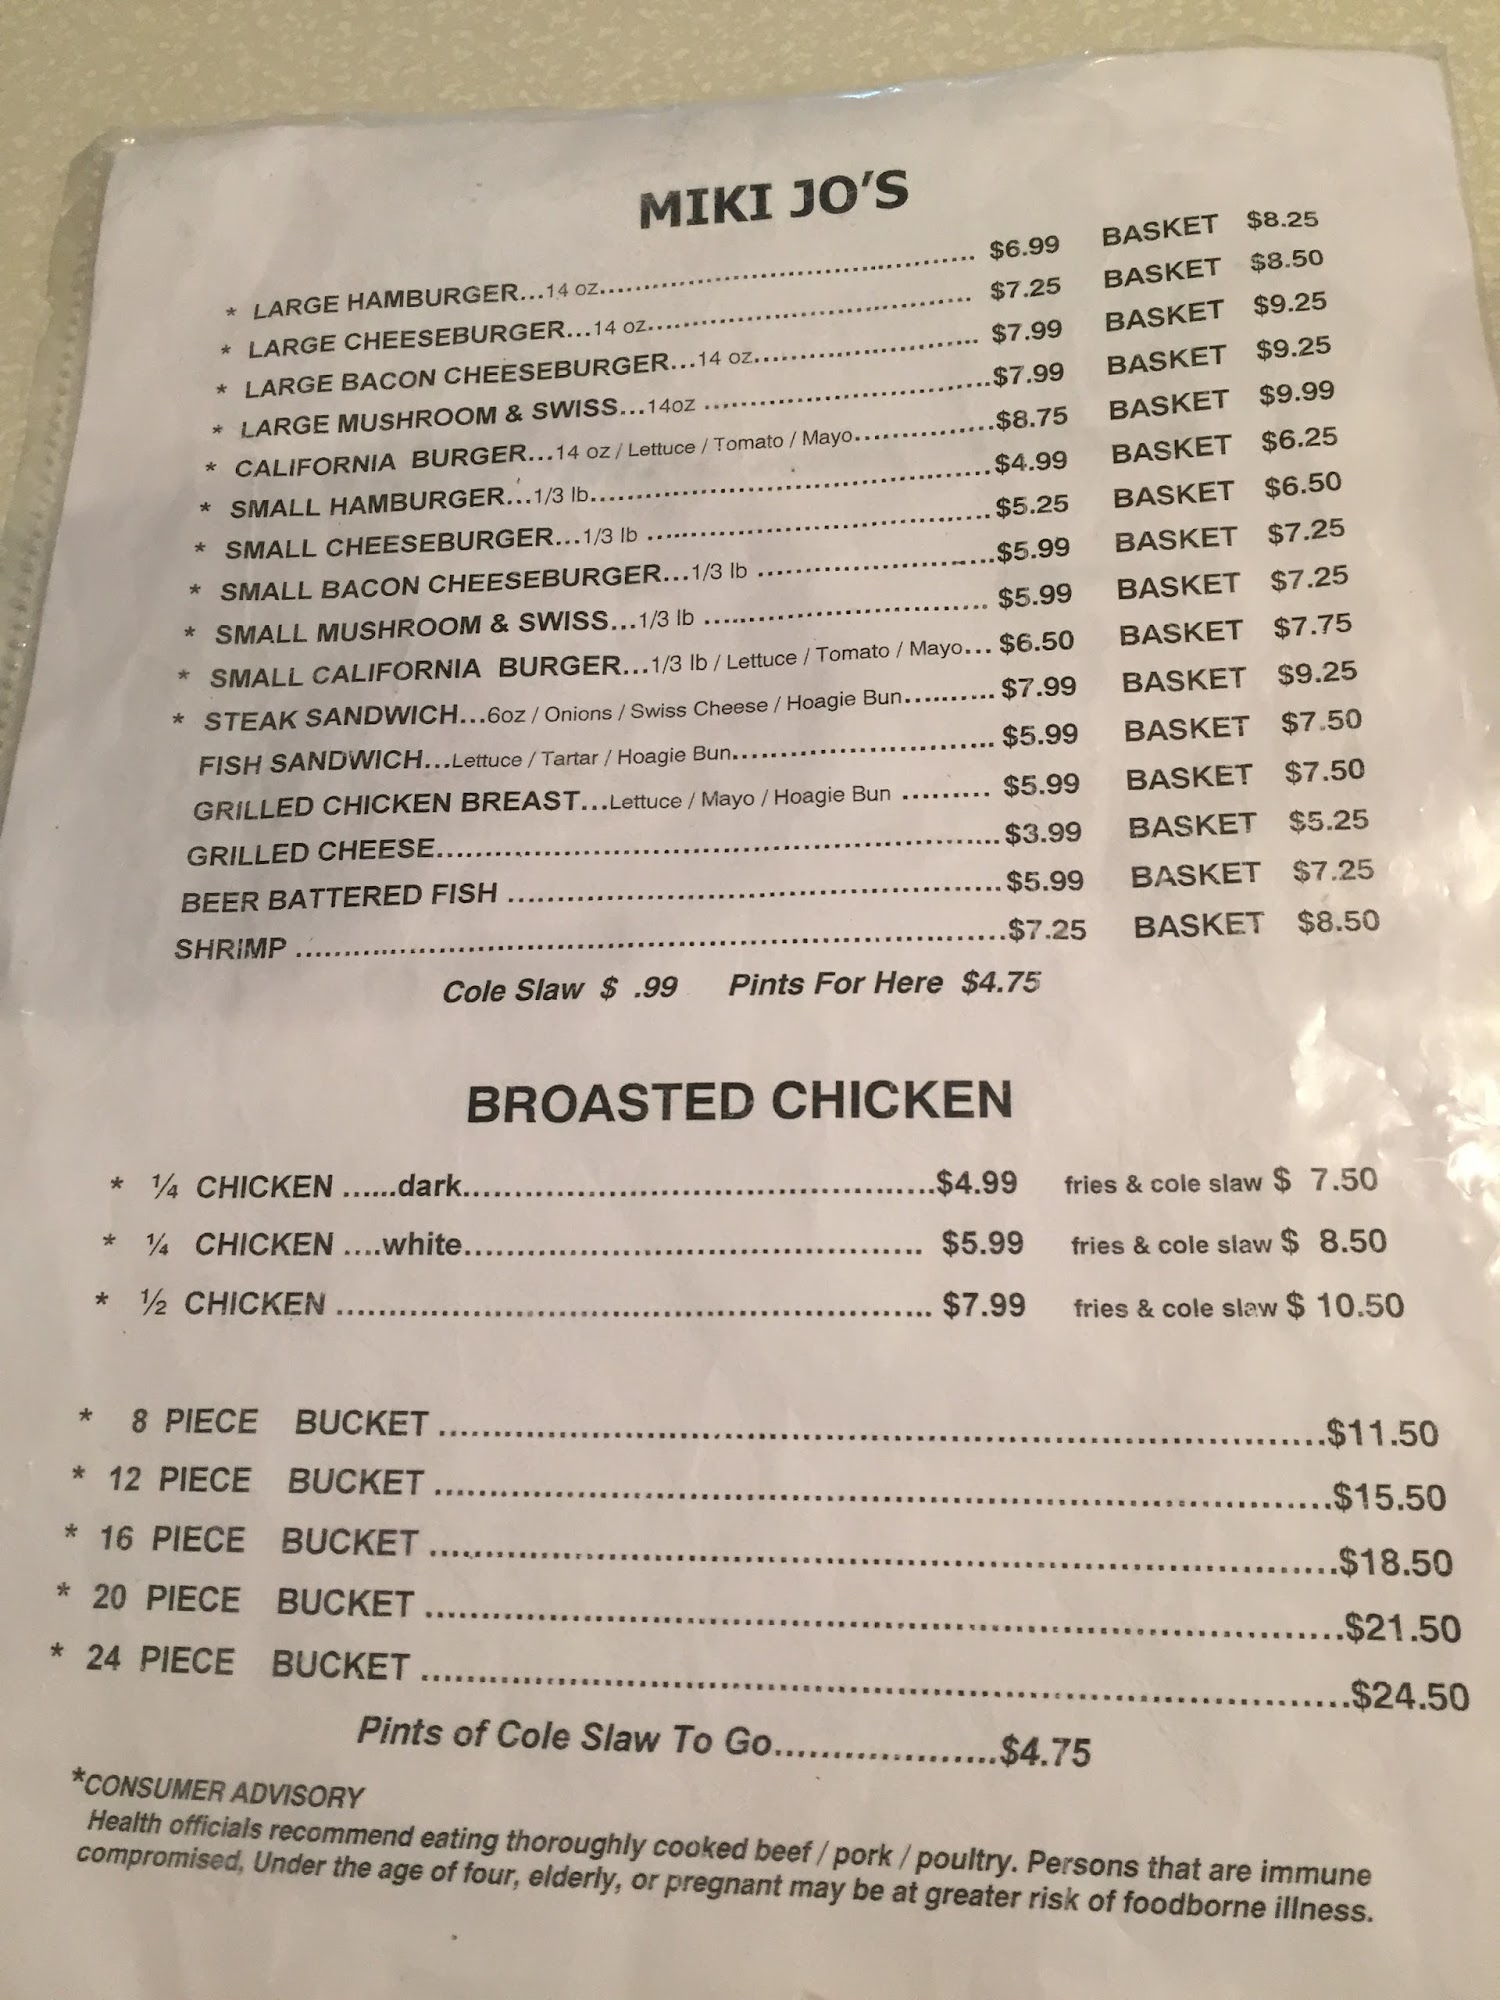 MIKI JO'S
* LARGE HAMBURGER...14 oz........................................ $6.99 BASKET $8.25
* LARGE CHEESEBURGER...14 oz.................................. $7.25 BASKET $8.50
* LARGE BACON CHEESEBURGER...14 oz........................ $7.99 BASKET $9.25
* LARGE MUSHROOM & SWISS...14oz ..............................$7.99 BASKET $9.25
* CALIFORNIA BURGER...14 oz / Lettuce / Tomato / Mayo...............$8.75 BASKET $9.99
* SMALL HAMBURGER...1/3 lb..........................................$4.99 BASKET $6.25
* SMALL CHEESEBURGER...1/3 lb ....................................$5.25 BASKET $6.50
* SMALL BACON CHEESEBURGER...1/3 lb .........................$5.99 BASKET $7.25
* SMALL MUSHROOM & SWISS...1/3 lb .............................. $5.99 BASKET $7.25
* SMALL CALIFORNIA BURGER...1/3 lb / Lettuce / Tomato / Mayo... $6.50 BASKET $7.75
* STEAK SANDWICH...6oz / Onions / Swiss Cheese / Hoagie Bun.......... $7.99 BASKET $9.25
FISH SANDWICH...Lettuce / Tartar / Hoagie Bun............................ $5.99 BASKET $7.50
GRILLED CHICKEN BREAST...Lettuce / Mayo / Hoagie Bun ......... $5.99 BASKET $7.50
GRILLED CHEESE...........................................................$3.99 BASKET $5.25
BEER BATTERED FISH ....................................................$5.99 BASKET $7.25
SHRIMP .........................................................................$7.25 BASKET $8.50
Cole Slaw $ .99 Pints For Here $4.75
BROASTED CHICKEN
* ¼ CHICKEN ......dark............................................$4.99 fries & cole slaw $ 7.50
* ¼ CHICKEN ....white........................................... $5.99 fries & cole slaw $ 8.50
* ½ CHICKEN ....................................................... $7.99 fries & cole slaw $ 10.50
* 8 PIECE BUCKET ....................................................................................$11.50
* 12 PIECE BUCKET ....................................................................................$15.50
* 16 PIECE BUCKET ....................................................................................$18.50
* 20 PIECE BUCKET ....................................................................................$21.50
* 24 PIECE BUCKET ....................................................................................$24.50
Pints of Cole Slaw To Go....................$4.75
*CONSUMER ADVISORY
Health officials recommend eating thoroughly cooked beef / pork / poultry. Persons that are immune
compromised, Under the age of four, elderly, or pregnant may be at greater risk of foodborne illness.